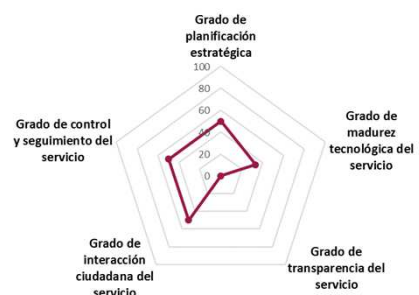 Grado de
planificación
estratégica
100
80
60
40
20
0
Grado de
madurez
tecnológica del
servicio
Grado de
transparencia del
servicio
Grado de
interacción
ciudadana del
servicio
Grado de control
y seguimiento del
servicio